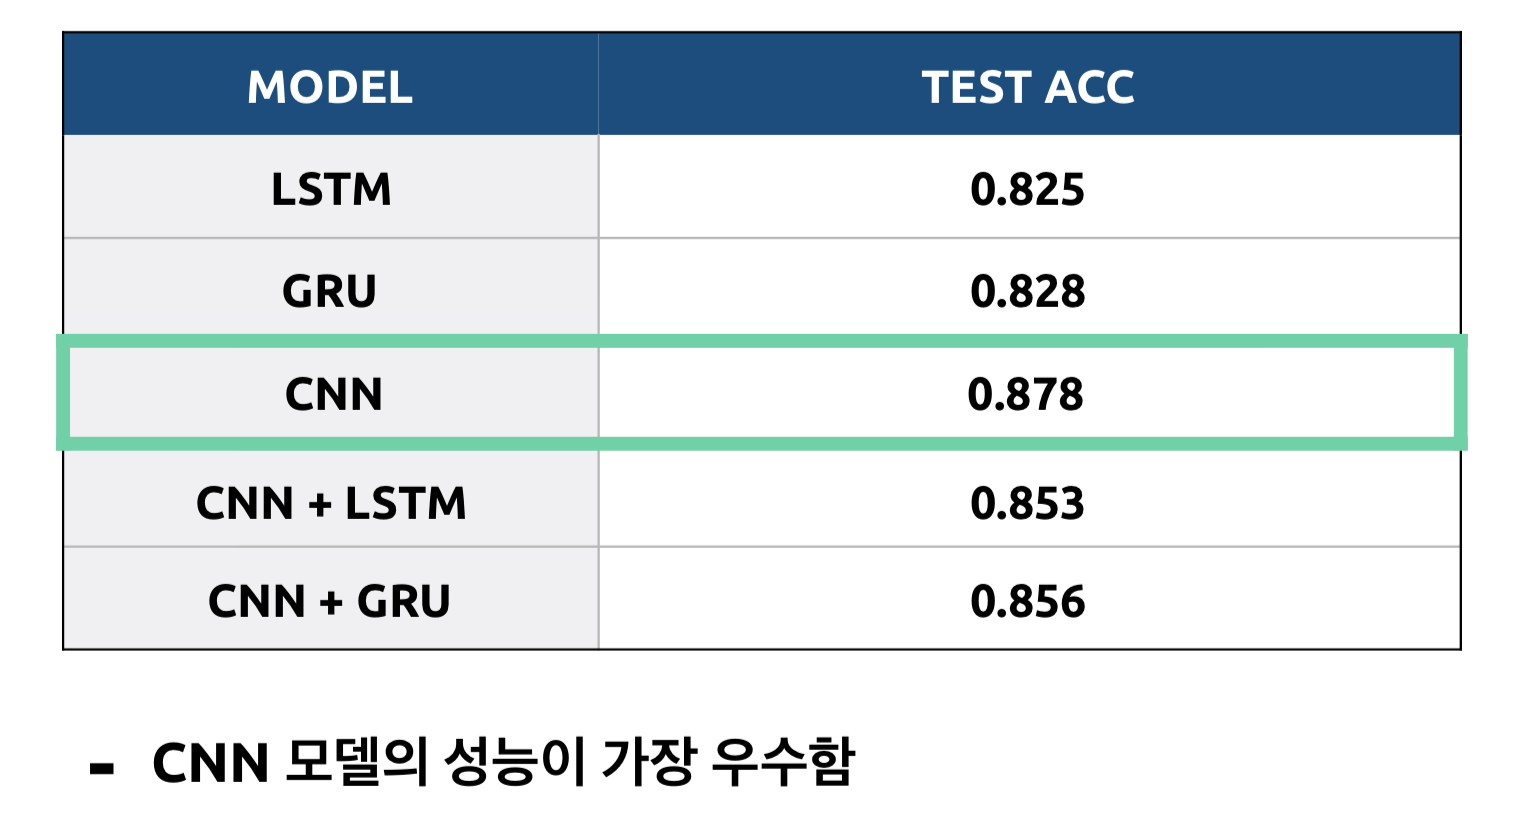 MODEL TEST ACC
LSTM 0.825
GRU 0.828
CNN 0.878
CNN + LSTM 0.853
CNN + GRU 0.856
- CNN 모델의 성능이 가장 우수함